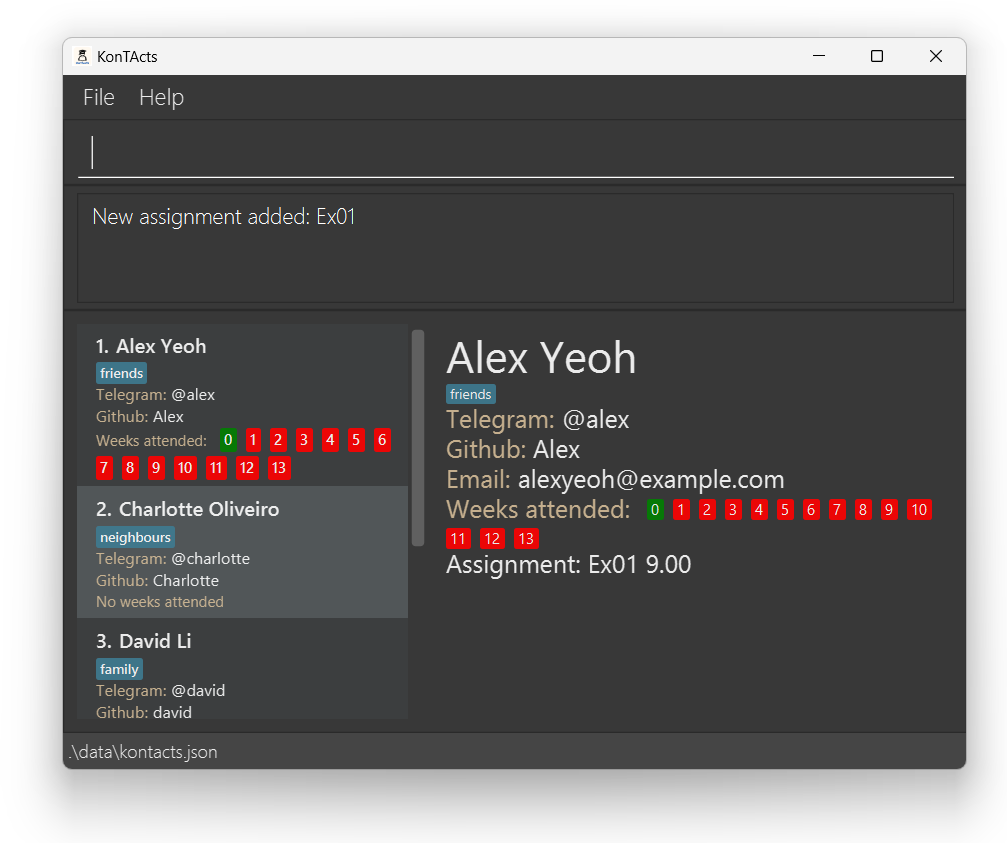 KonTActs
File Help
New assignment added: Ex01
1. Alex Yeoh
friends
Telegram: @alex
Github: Alex
Weeks attended: 0 1 2 3 4 5 6
7 8 9 10 11 12 13
2. Charlotte Oliveiro
neighbours
Telegram: @charlotte
Github: Charlotte
No weeks attended
3. David Li
family
Telegram: @david
Github: david
Alex Yeoh
friends
Telegram: @alex
Github: Alex
Email: alexyeoh@example.com
Weeks attended: 0 1 2 3 4 5 6 7 8 9 10
11 12 13
Assignment: Ex01 9.00
.\data\kontacts.json